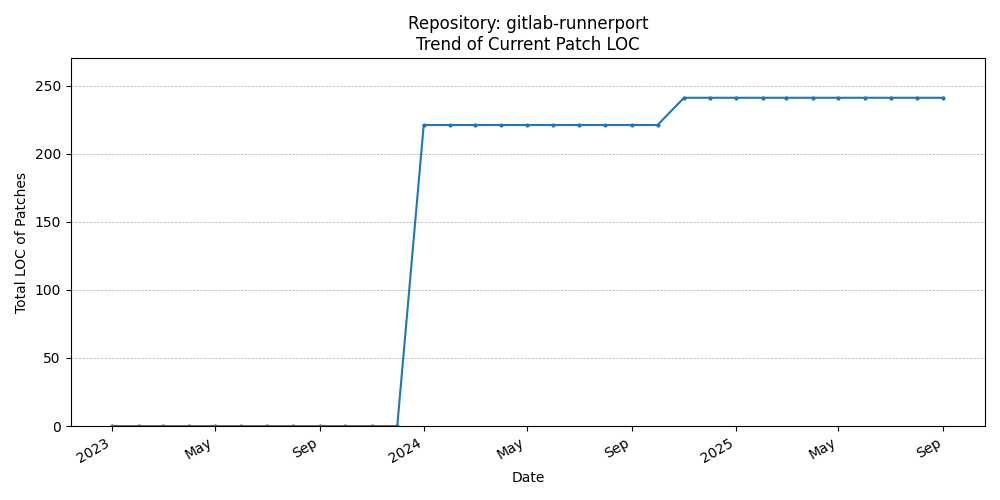 Repository: gitlab-runnerport
Trend of Current Patch LOC
250
200
150
100
50
0
Total LOC of Patches
2023
May
Sep
2024
May
Sep
2025
May
Sep
Date